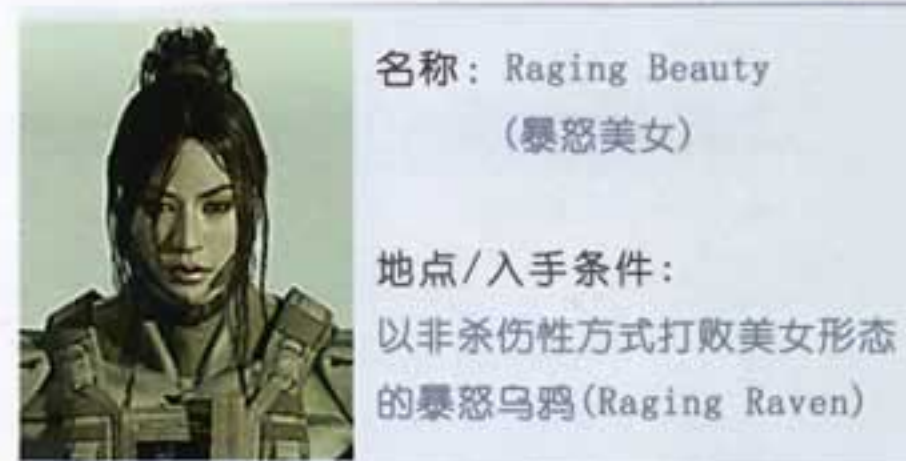 名称：Raging Beauty
(暴怒美女)
地点/入手条件：
以非杀伤性方式打败美女形态
的暴怒乌鸦(Raging Raven)